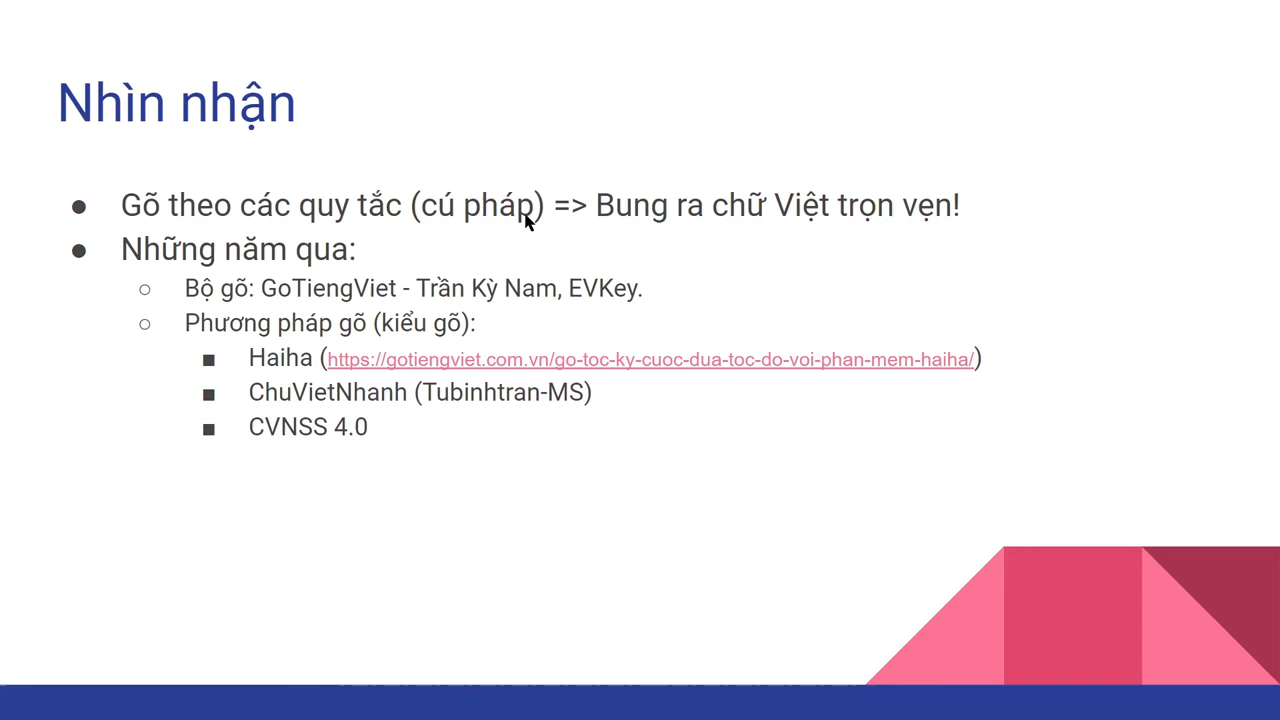 Nhìn nhận
● Gõ theo các quy tắc (cú pháp) => Bung ra chữ Việt trọn vẹn!
● Những năm qua:
○ Bộ gõ: GoTiengViet - Trần Kỳ Nam, EVKey.
○ Phương pháp gõ (kiểu gõ):
■ Haiha (https://gotiengviet.com.vn/go-toc-ky-cuoc-dua-toc-do-voi-phan-mem-haiha/)
■ ChuVietNhanh (Tubinhtran-MS)
■ CVNSS 4.0